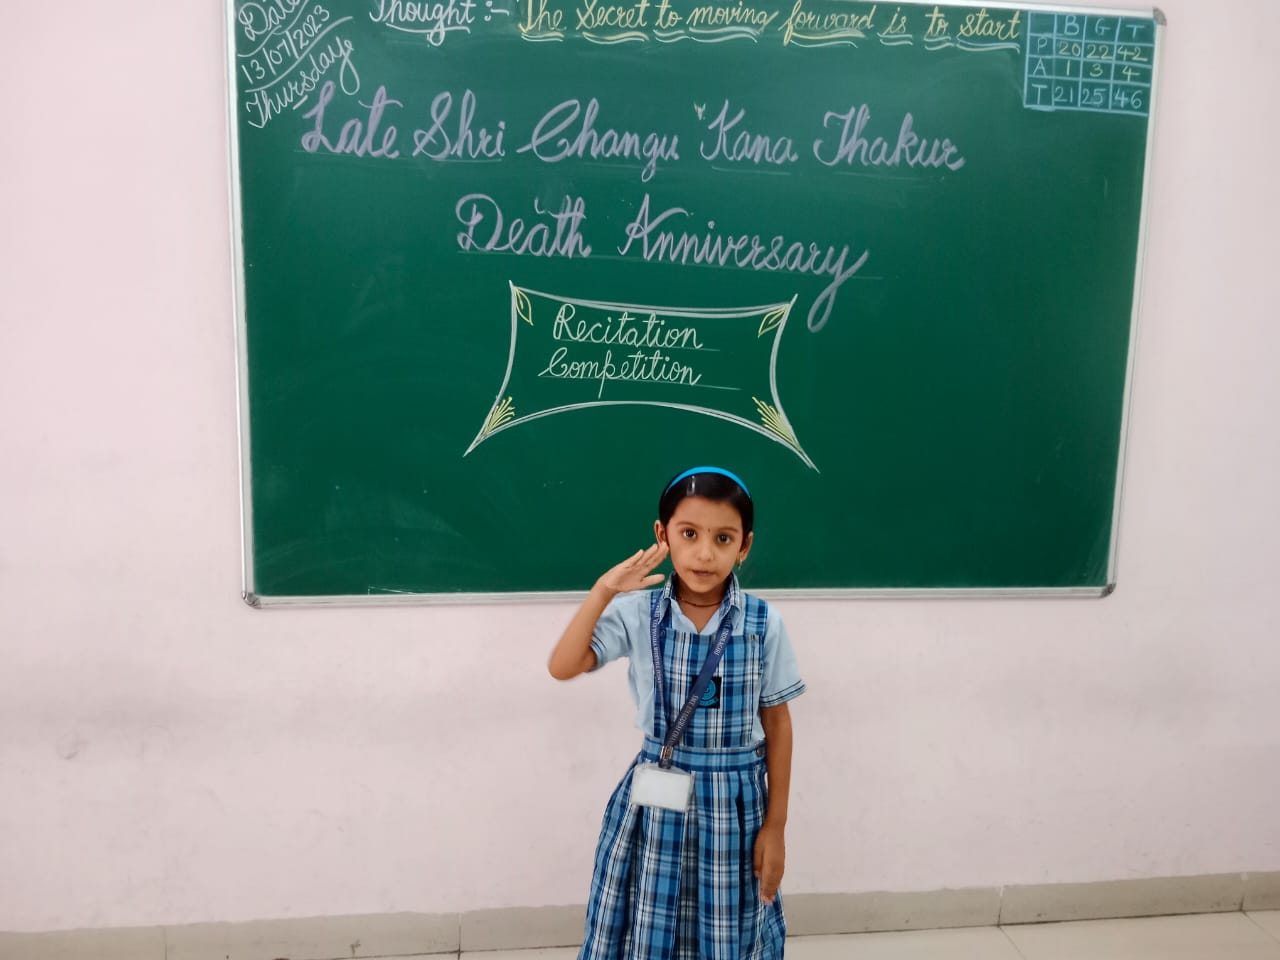 Date
13/07/2023
Thursday
Thought :- The Secret to moving forward is to start
B G T
P 20 22 42
A 1 3 4
T 21 25 46
Late Shri Changu Kana Thakur
Death Anniversary
Recitation
Competition